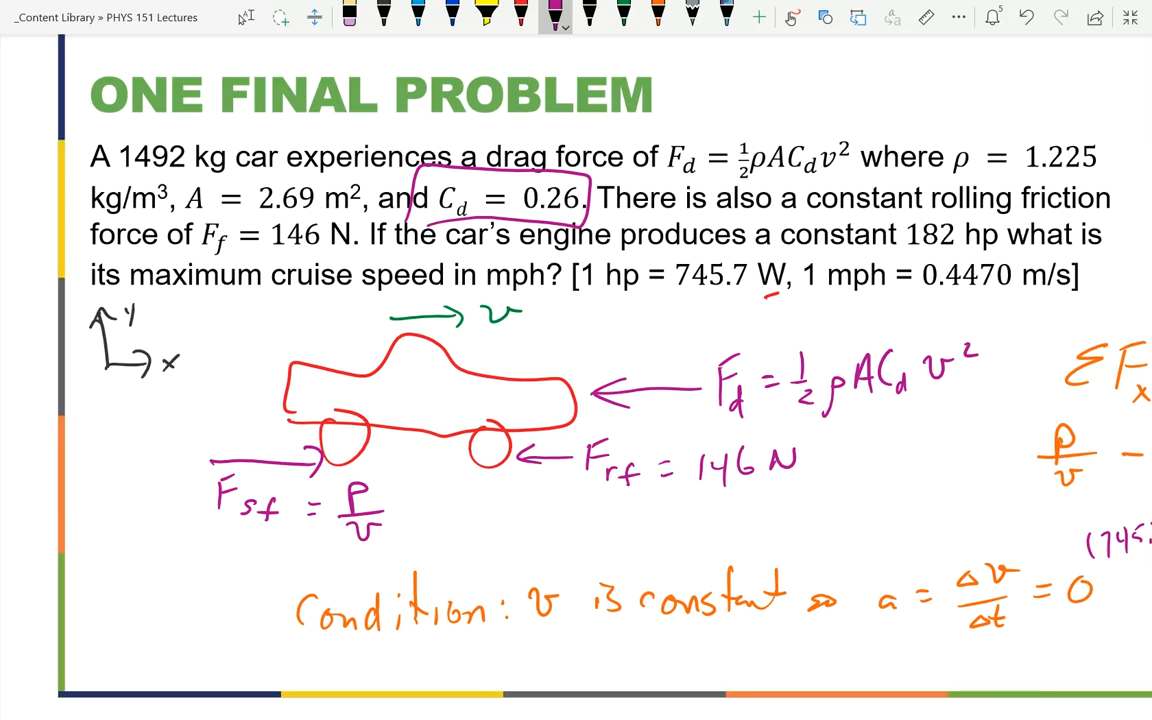 _Content Library » PHYS 151 Lectures
5
ONE FINAL PROBLEM
A 1492 kg car experiences a drag force of F_d = ½ρAC_dv² where ρ = 1.225
kg/m³, A = 2.69 m², and C_d = 0.26. There is also a constant rolling friction
force of F_f = 146 N. If the car's engine produces a constant 182 hp what is
its maximum cruise speed in mph? [1 hp = 745.7 W, 1 mph = 0.4470 m/s]
y
x
v
F_d = ½ρAC_d v²
ΣF_x
F_rf = 146 N
P/v -
F_sf = P/v
(745.
Condition: v is constant so a = Δv/Δt = 0